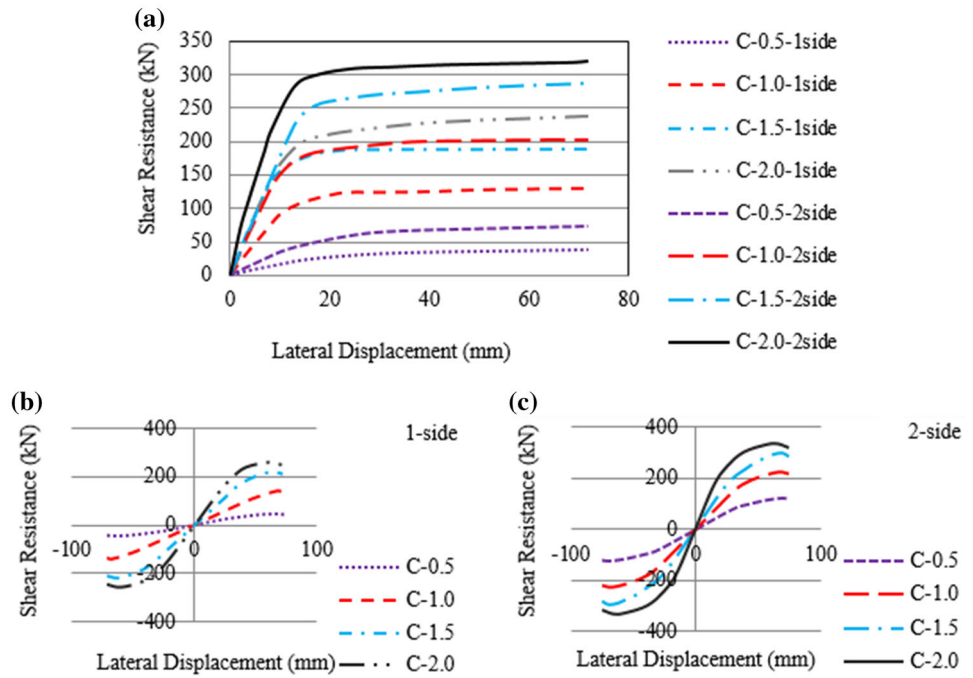 (a)
Shear Resistance (kN)
350
300
250
200
150
100
50
0
0 20 40 60 80
Lateral Displacement (mm)
C-0.5-1side
C-1.0-1side
C-1.5-1side
C-2.0-1side
C-0.5-2side
C-1.0-2side
C-1.5-2side
C-2.0-2side
(b)
Shear Resistance (kN)
1-side
400
200
0
-200
-400
-100 0 100
Lateral Displacement (mm)
C-0.5
C-1.0
C-1.5
C-2.0
(c)
Shear Resistance (kN)
2-side
400
200
0
-200
-400
-100 0 100
Lateral Displacement (mm)
C-0.5
C-1.0
C-1.5
C-2.0